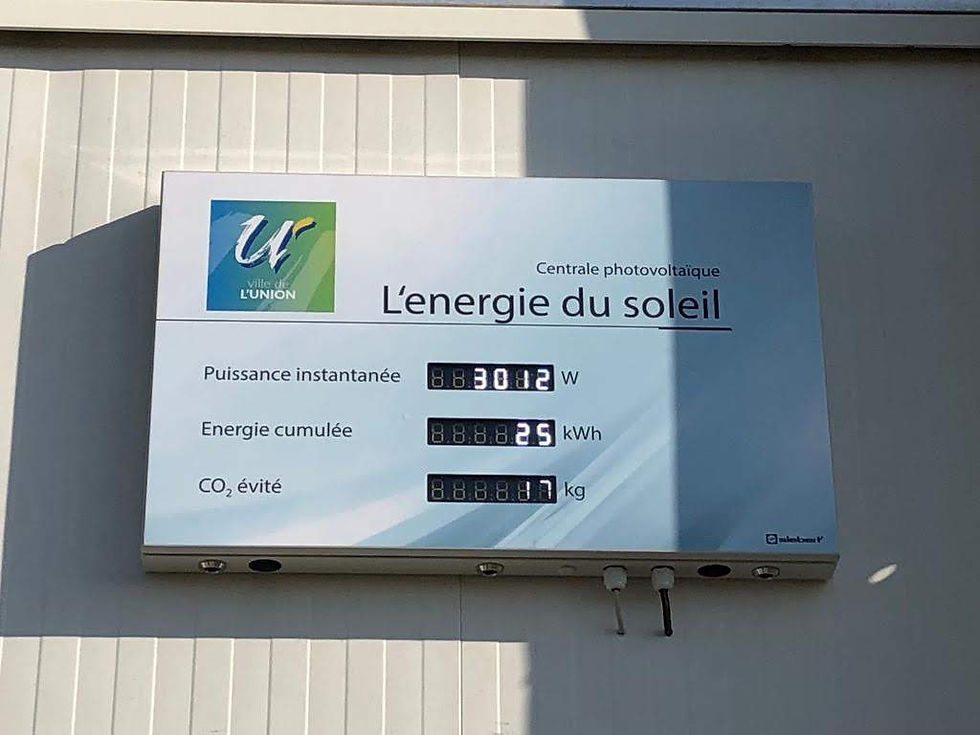 U
ville de
L'UNION
Centrale photovoltaïque
L'energie du soleil
Puissance instantanée 3012 W
Energie cumulée 25 kWh
CO₂ évité 17 kg
siebert